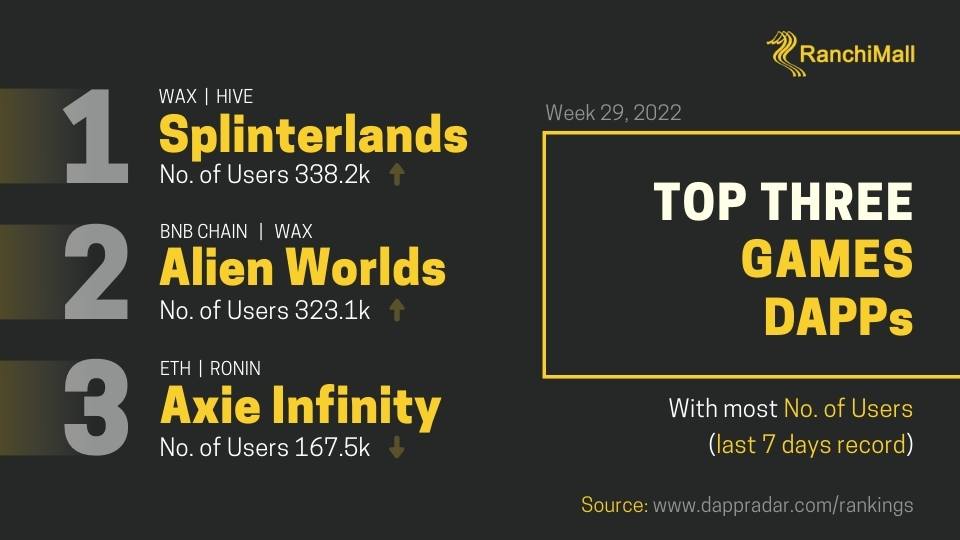 RanchiMall
Week 29, 2022
TOP THREE
GAMES
DAPPs
With most No. of Users
(last 7 days record)
Source: www.dappradar.com/rankings
1
WAX | HIVE
Splinterlands
No. of Users 338.2k
2
BNB CHAIN | WAX
Alien Worlds
No. of Users 323.1k
3
ETH | RONIN
Axie Infinity
No. of Users 167.5k